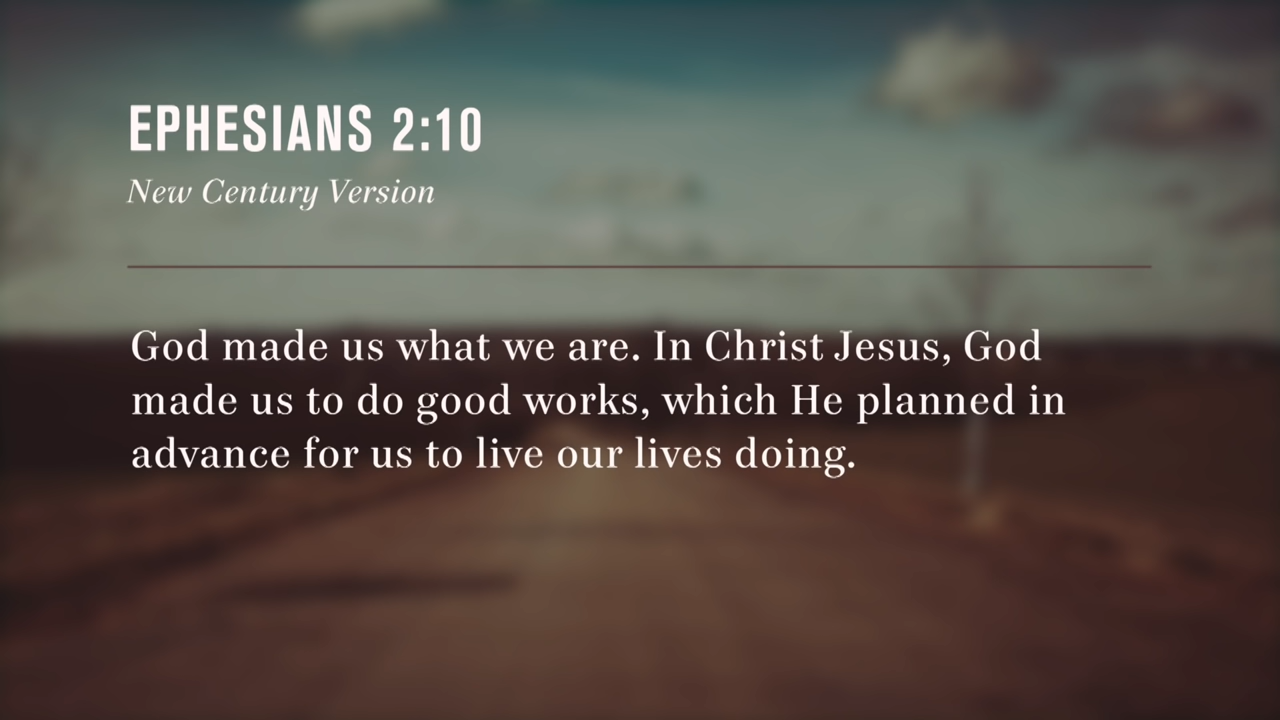 EPHESIANS 2:10
New Century Version
God made us what we are. In Christ Jesus, God
made us to do good works, which He planned in
advance for us to live our lives doing.